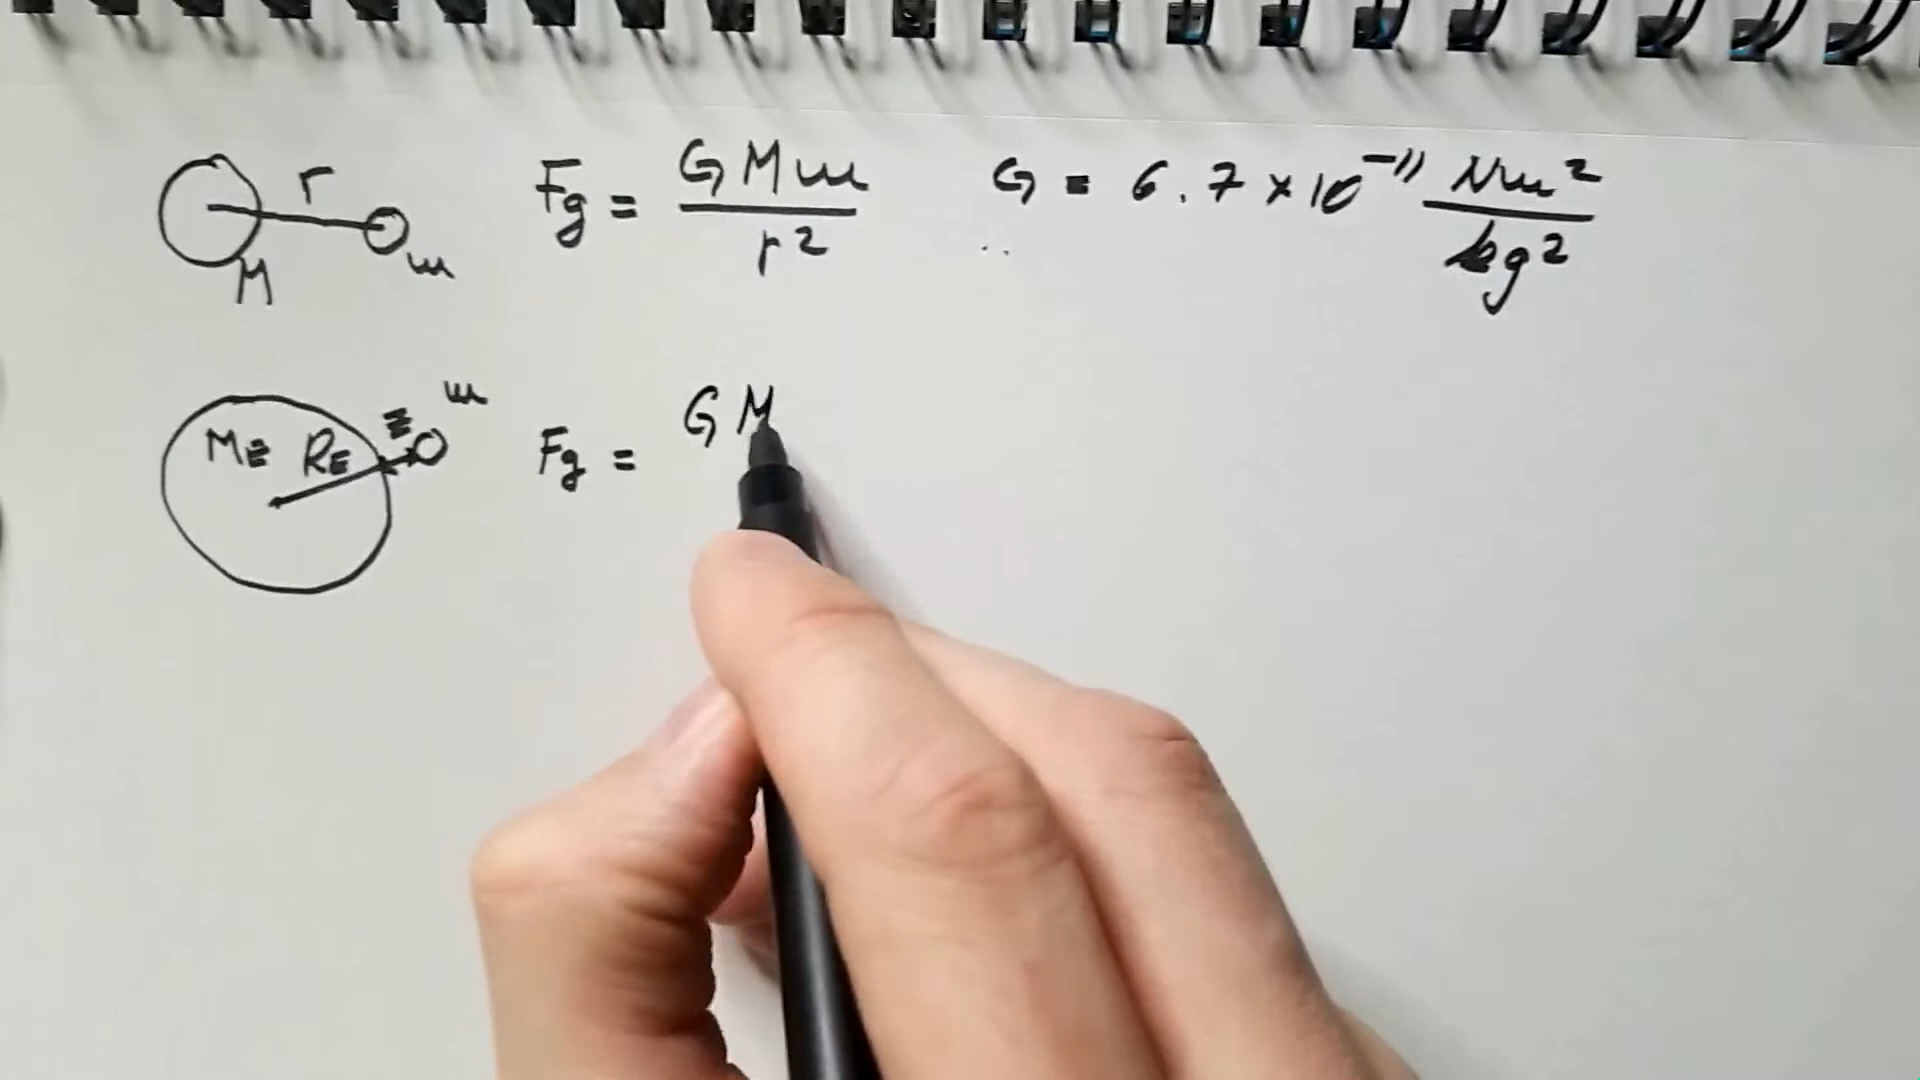 r
M
m
Fg = GMm / r²
G = 6.7 × 10⁻¹¹ Nm² / kg²
ME RE z
m
Fg = GM